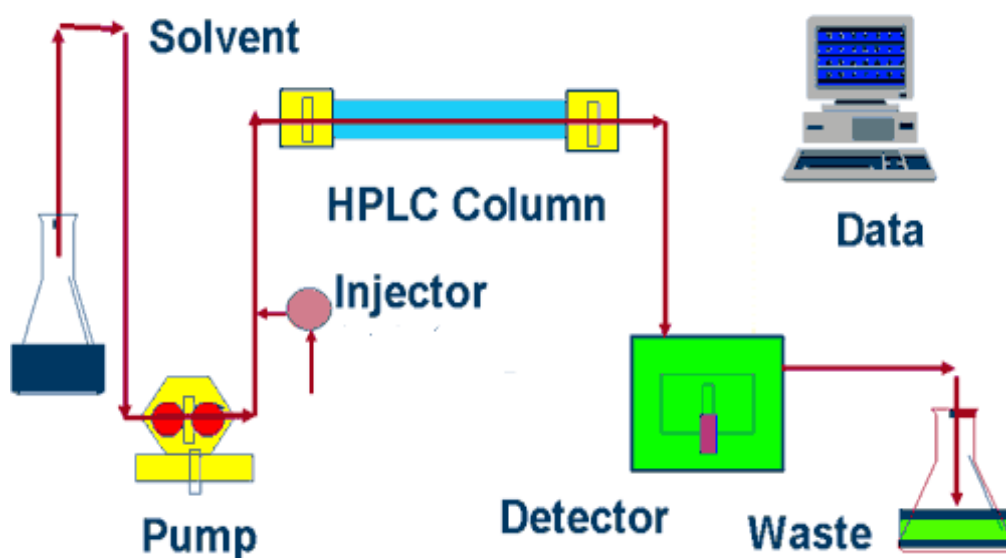 Solvent
HPLC Column
Data
Injector
Pump
Detector
Waste